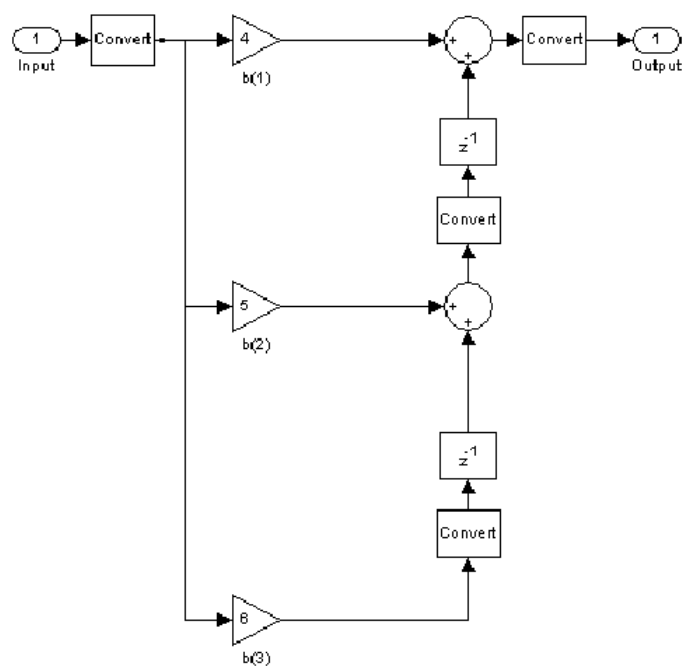 1
Input
Convert
4
b(1)
+
+
Convert
1
Output
z-1
Convert
5
b(2)
+
+
z-1
Convert
6
b(3)